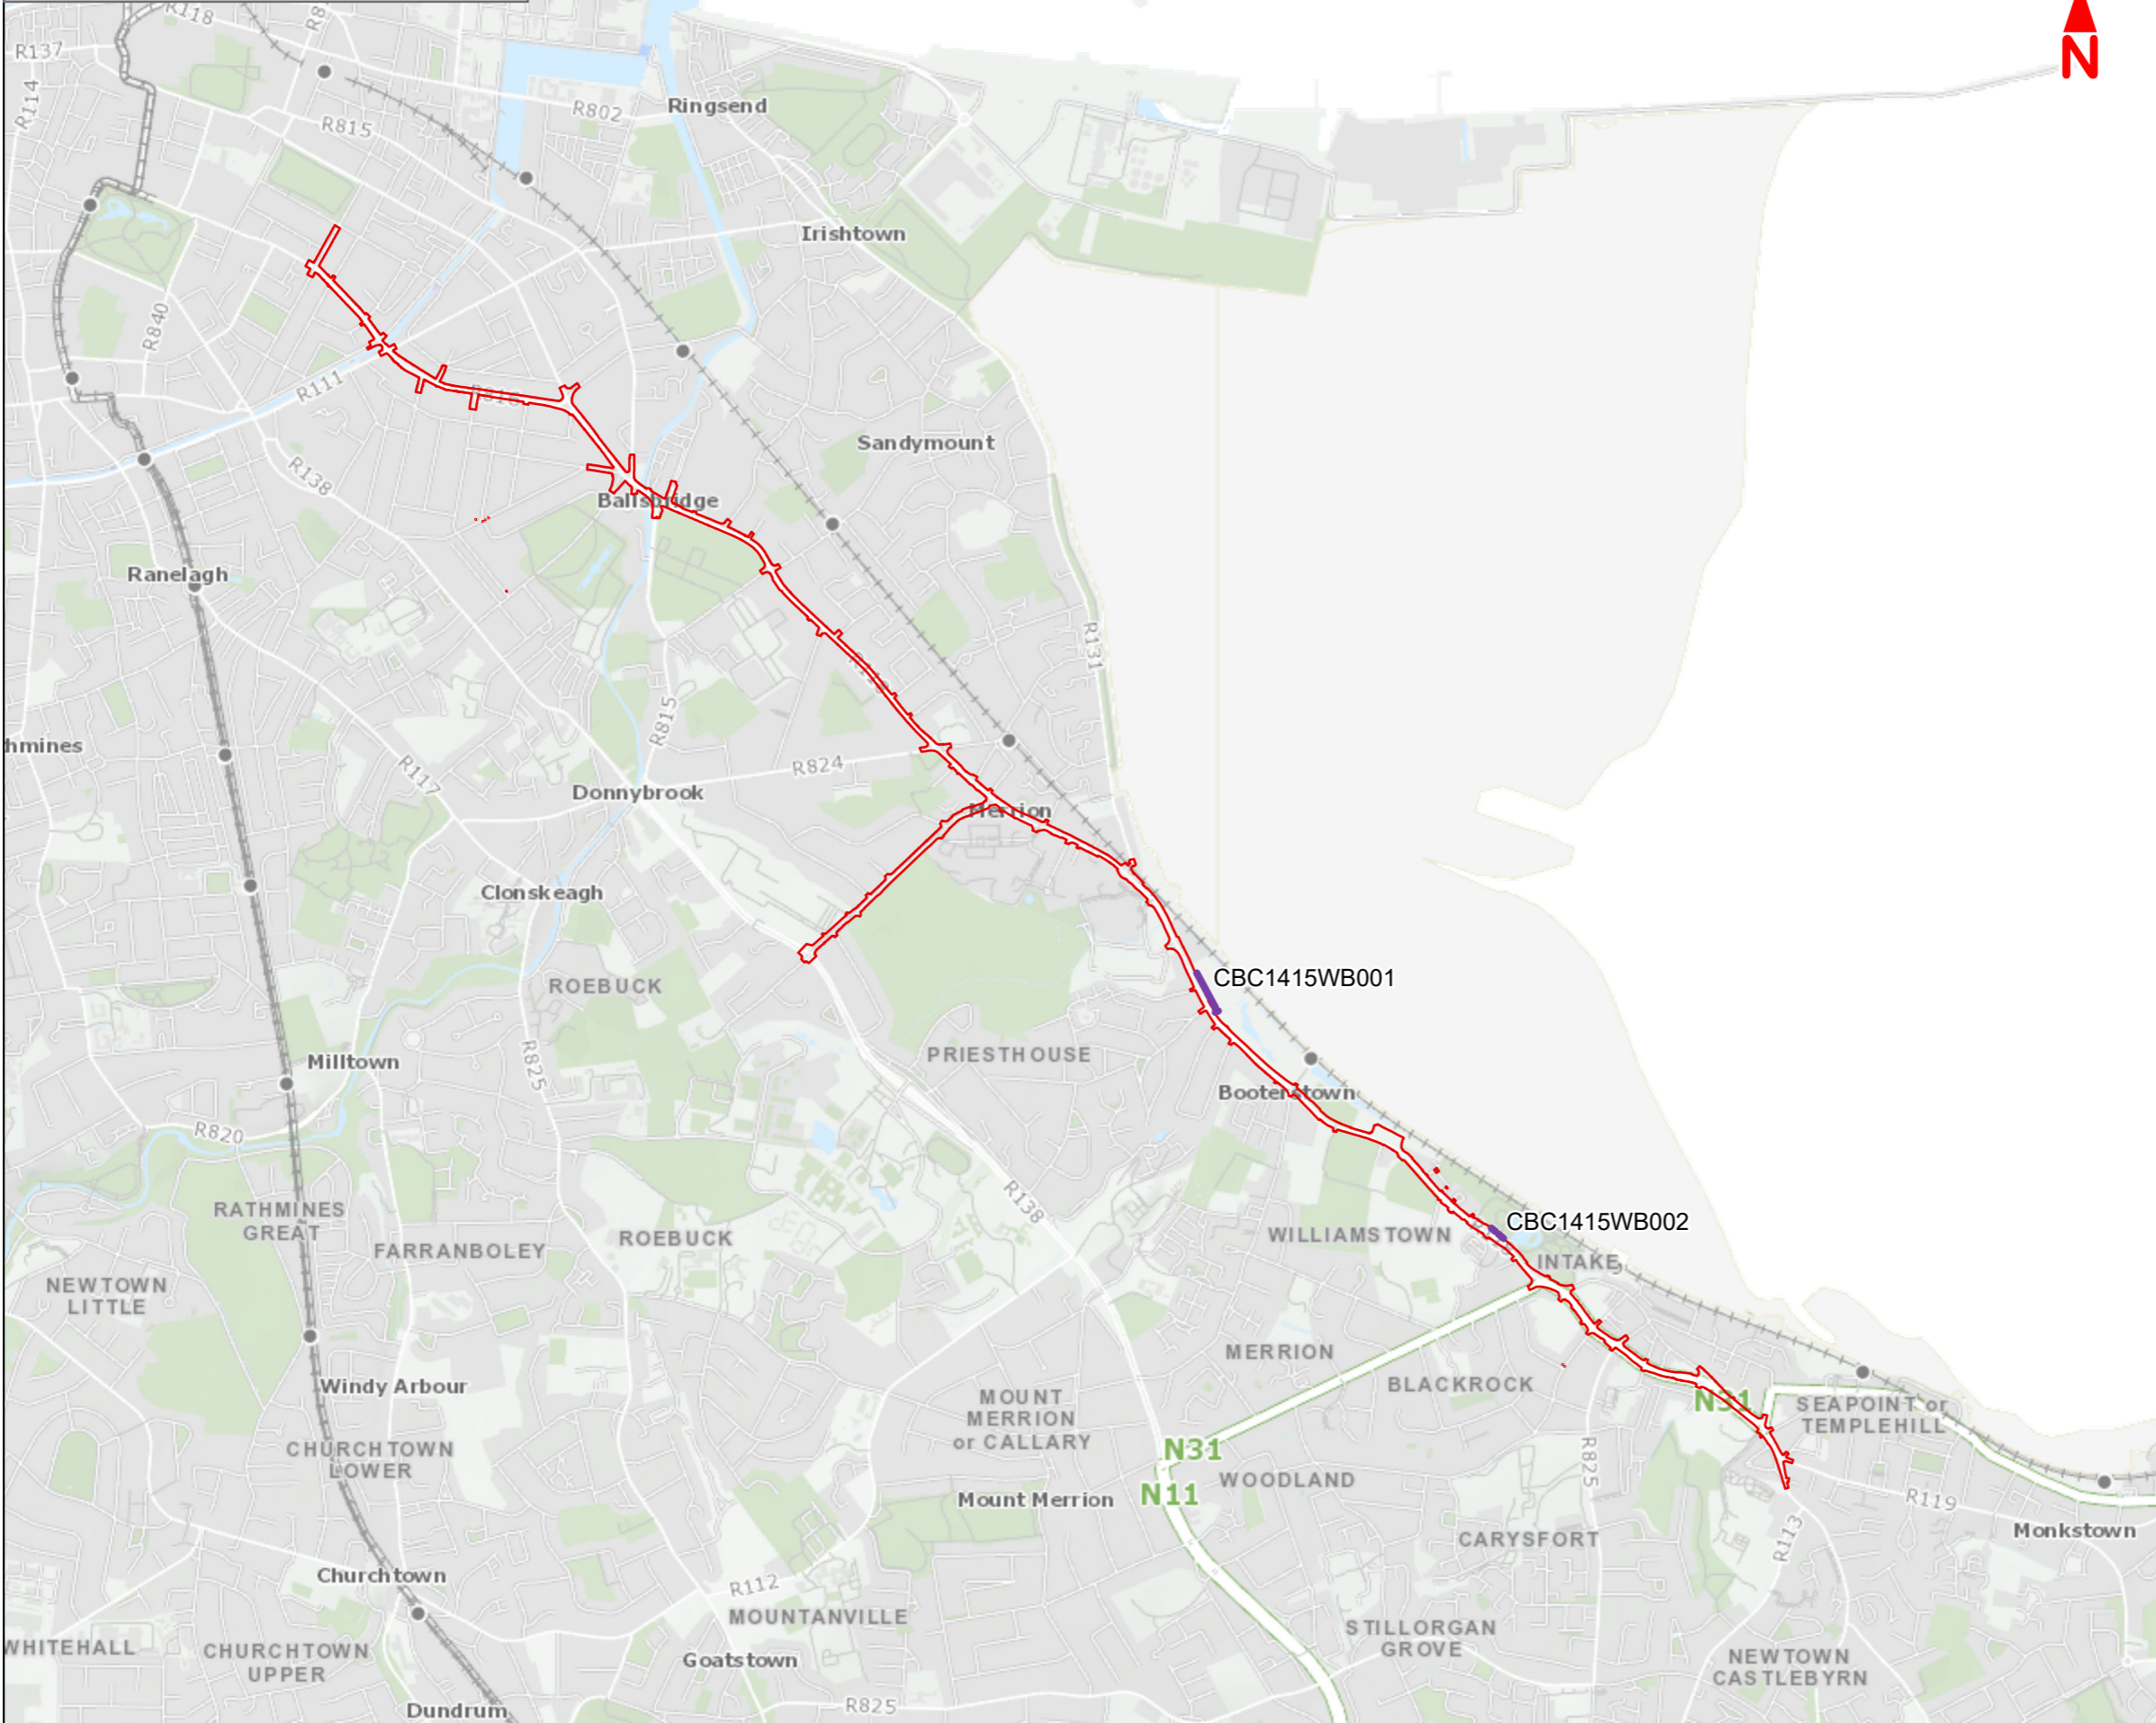 R118
R8
N
R137
R114
R802
Ringsend
R815
Irishtown
R840
R111
R816
Sandymount
R138
Ballsbridge
Ranelagh
R131
R118
R815
hmines
R117
R824
Donnybrook
Merrion
Clonskeagh
CBC1415WB001
ROEBUCK
PRIESTHOUSE
Milltown
R825
Booterstown
R820
R138
RATHMINES
GREAT
CBC1415WB002
WILLIAMSTOWN
ROEBUCK
FARRANBOLEY
INTAKE
NEWTOWN
LITTLE
MERRION
BLACKROCK
Windy Arbour
MOUNT
MERRION
or CALLARY
N31
SEAPOINT or
TEMPLEHILL
CHURCHTOWN
LOWER
N31
R825
WOODLAND
N11
Mount Merrion
R119
Monkstown
CARYSFORT
R113
Churchtown
R112
MOUNTANVILLE
STILLORGAN
GROVE
WHITEHALL
CHURCHTOWN
UPPER
Goatstown
NEWTOWN
CASTLEBYRN
Dundrum
R825